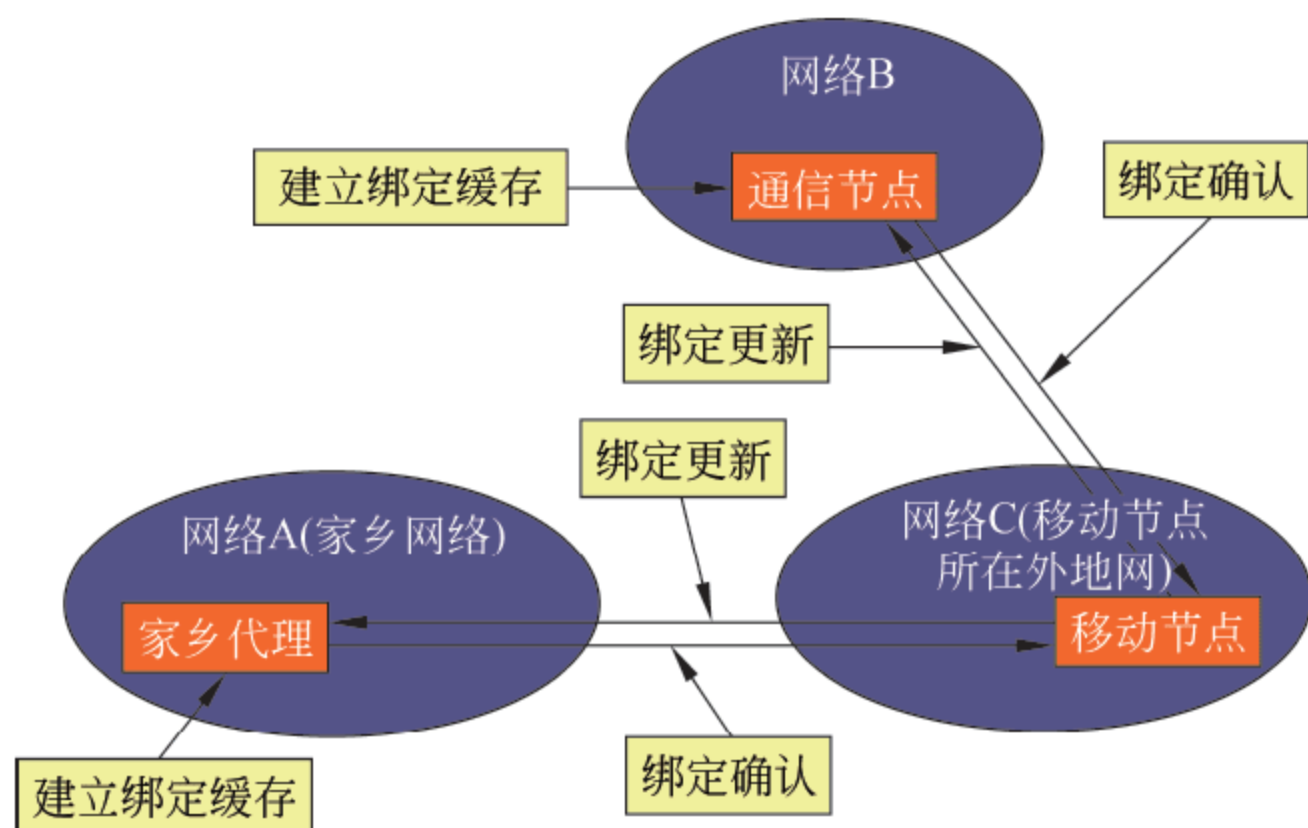 网络B
建立绑定缓存
通信节点
绑定确认
绑定更新
绑定更新
网络A(家乡网络)
网络C(移动节点
所在外地网)
家乡代理
移动节点
绑定确认
建立绑定缓存